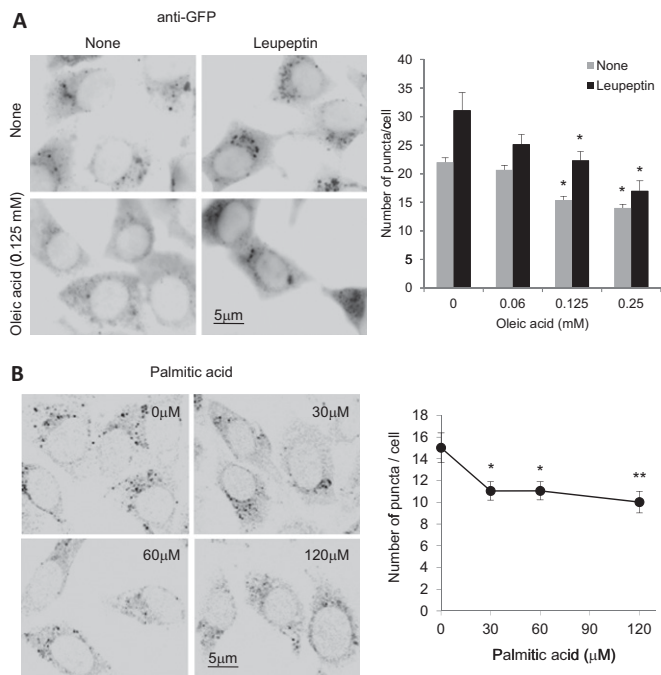 A
anti-GFP
None
Leupeptin
None
Oleic acid (0.125 mM)
5μm
Number of puncta/cell
40
35
30
25
20
15
10
5
0
None
Leupeptin
*
*
*
*
0
0.06
0.125
0.25
Oleic acid (mM)
B
Palmitic acid
0μM
30μM
60μM
120μM
5μm
Number of puncta / cell
18
16
14
12
10
8
6
4
2
0
*
*
**
0
30
60
90
120
Palmitic acid (μM)